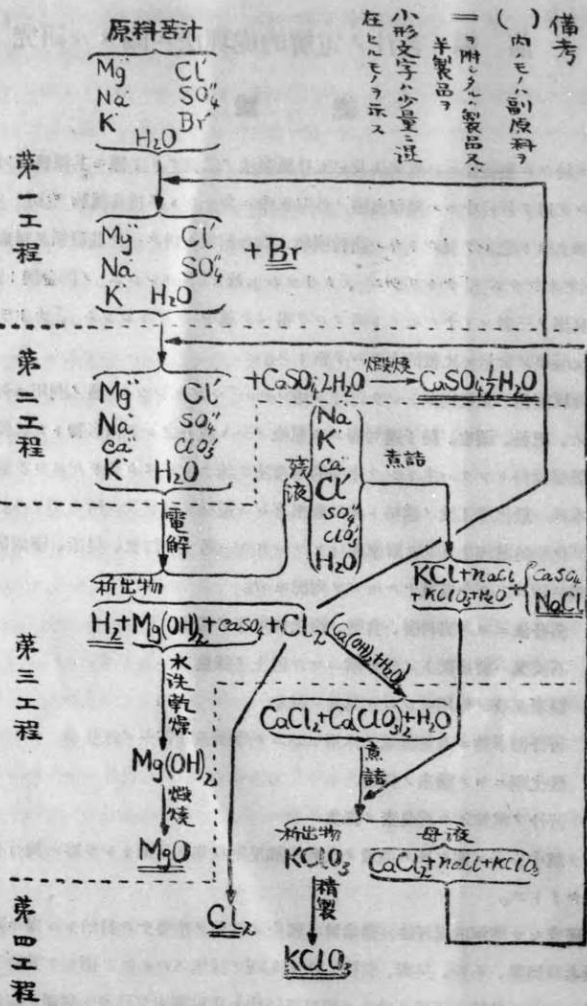 備考
( )内ノモノハ副原料ヲ
＝ヲ附シタルハ製品又
半製品ヲ
小形文字ハ少量ニ混
在セルモノヲ示ス
原料苦汁
Mg¨ Cl′
Na˙ SO₄″
K˙ Br′
H₂O
第一工程
Mg¨ Cl′
Na˙ SO₄″
K˙ H₂O
+Br
第二工程
Mg¨ Cl′
Na˙ SO₄″
Ca¨ ClO₃′
K˙ H₂O
+CaSO₄2H₂O 煆焼 CaSO₄½H₂O
残液
Na˙
K˙
Ca¨
Cl′
SO₄″
ClO₃′
H₂O
煮詰
電解
析出物
KCl+NaCl
+KClO₃+H₂O
+
CaSO₄
NaCl
第三工程
H₂+Mg(OH)₂+CaSO₄+Cl₂
Ca(OH)₂+H₂O
水洗乾燥
CaCl₂+Ca(ClO₃)₂+H₂O
煮詰
Mg(OH)₂
煆焼
MgO
析出物
KClO₃
母液
CaCl₂+NaCl+KClO₃
精製
第四工程
Cl₂
KClO₃